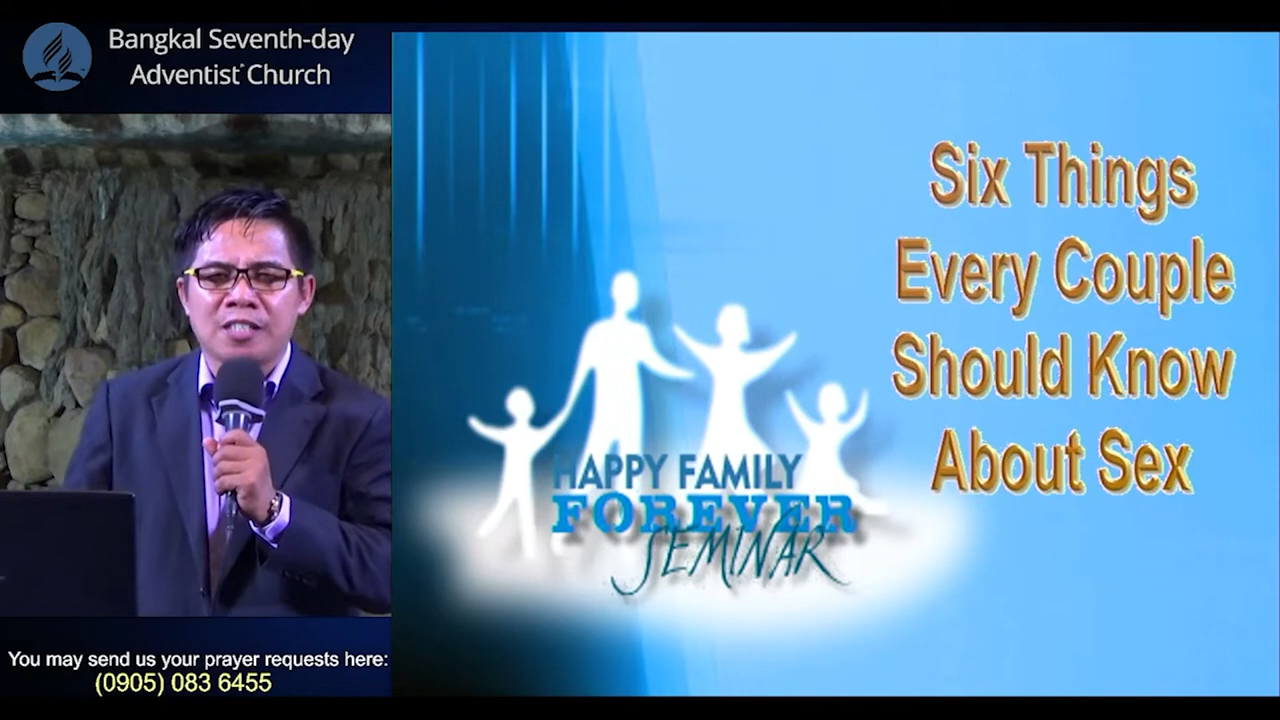 Bangkal Seventh-day
Adventist® Church
You may send us your prayer requests here:
(0905) 083 6455
HAPPY FAMILY
FOREVER
SEMINAR
Six Things
Every Couple
Should Know
About Sex